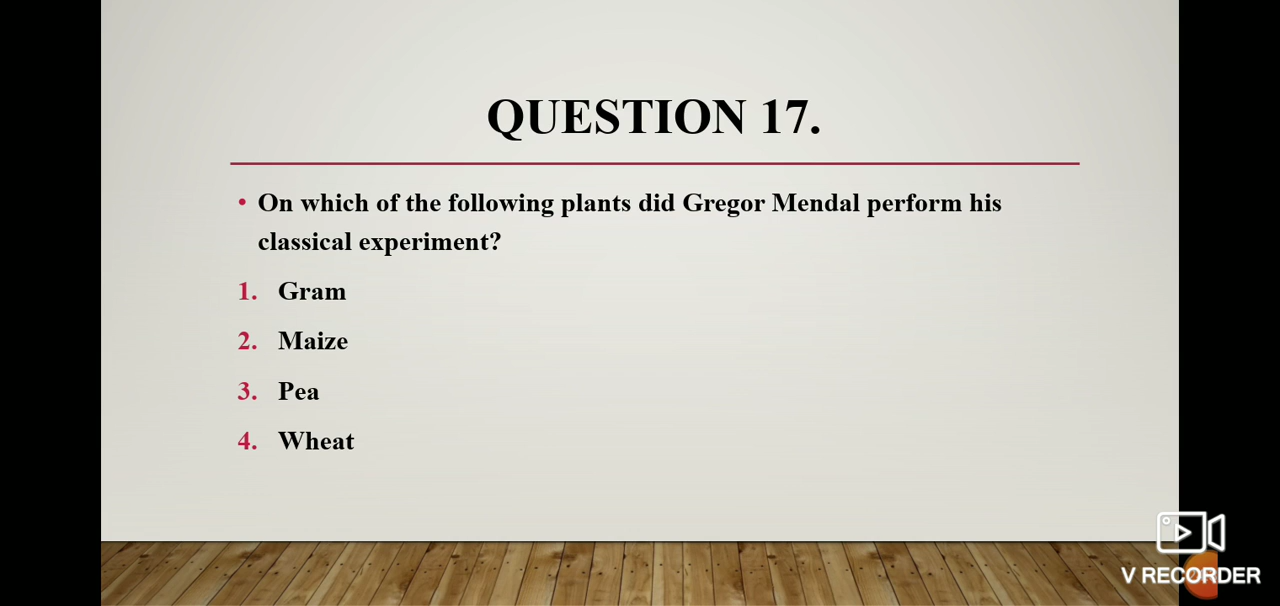 QUESTION 17.
• On which of the following plants did Gregor Mendal perform his
classical experiment?
1. Gram
2. Maize
3. Pea
4. Wheat
V RECORDER